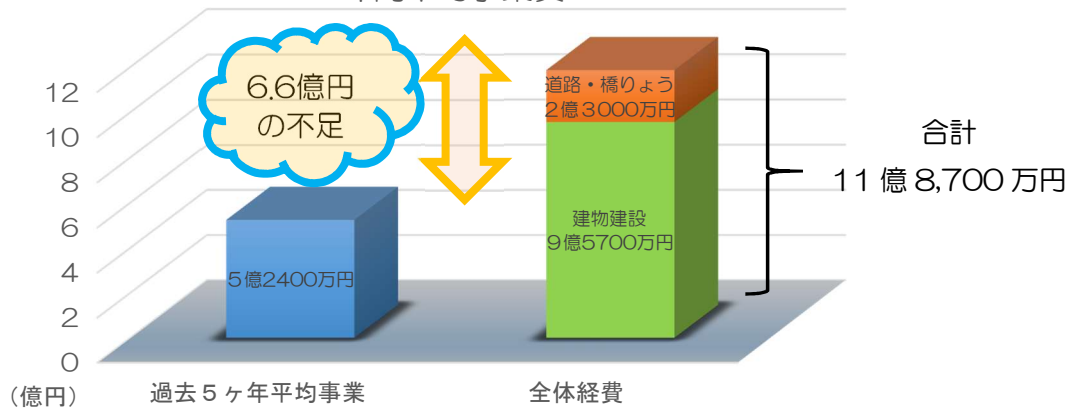 12
10
8
6
4
2
0
(億円)
6.6億円
の不足
5億2400万円
道路・橋りょう
2億3000万円
建物建設
9億5700万円
合計
11億8,700万円
過去5ヶ年平均事業
全体経費